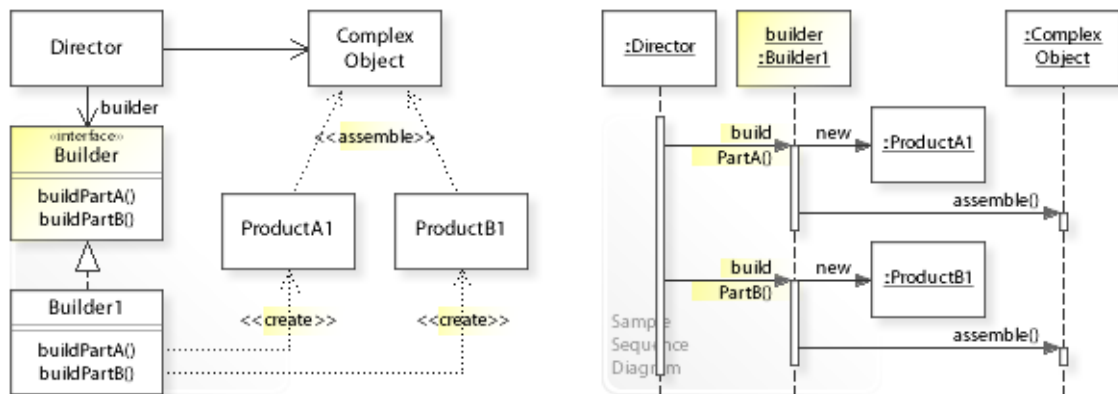 Director
Complex
Object
builder
«interface»
Builder
buildPartA()
buildPartB()
<<assemble>>
ProductA1
ProductB1
Builder1
buildPartA()
buildPartB()
<<create>>
<<create>>
:Director
builder
:Builder1
:Complex
Object
build
PartA()
new
:ProductA1
assemble()
build
PartB()
new
:ProductB1
assemble()
Sample
Sequence
Diagram